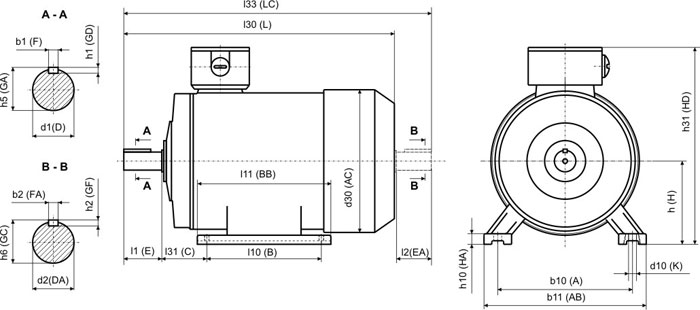 A - A
b1 (F)
h1 (GD)
h5 (GA)
d1(D)
B - B
b2 (FA)
h2 (GF)
h6 (GC)
d2(DA)
l33 (LC)
l30 (L)
A
A
B
B
l11 (BB)
d30 (AC)
l1 (E)
l31 (C)
l10 (B)
l2(EA)
h31 (HD)
h (H)
h10 (HA)
d10 (K)
b10 (A)
b11 (AB)